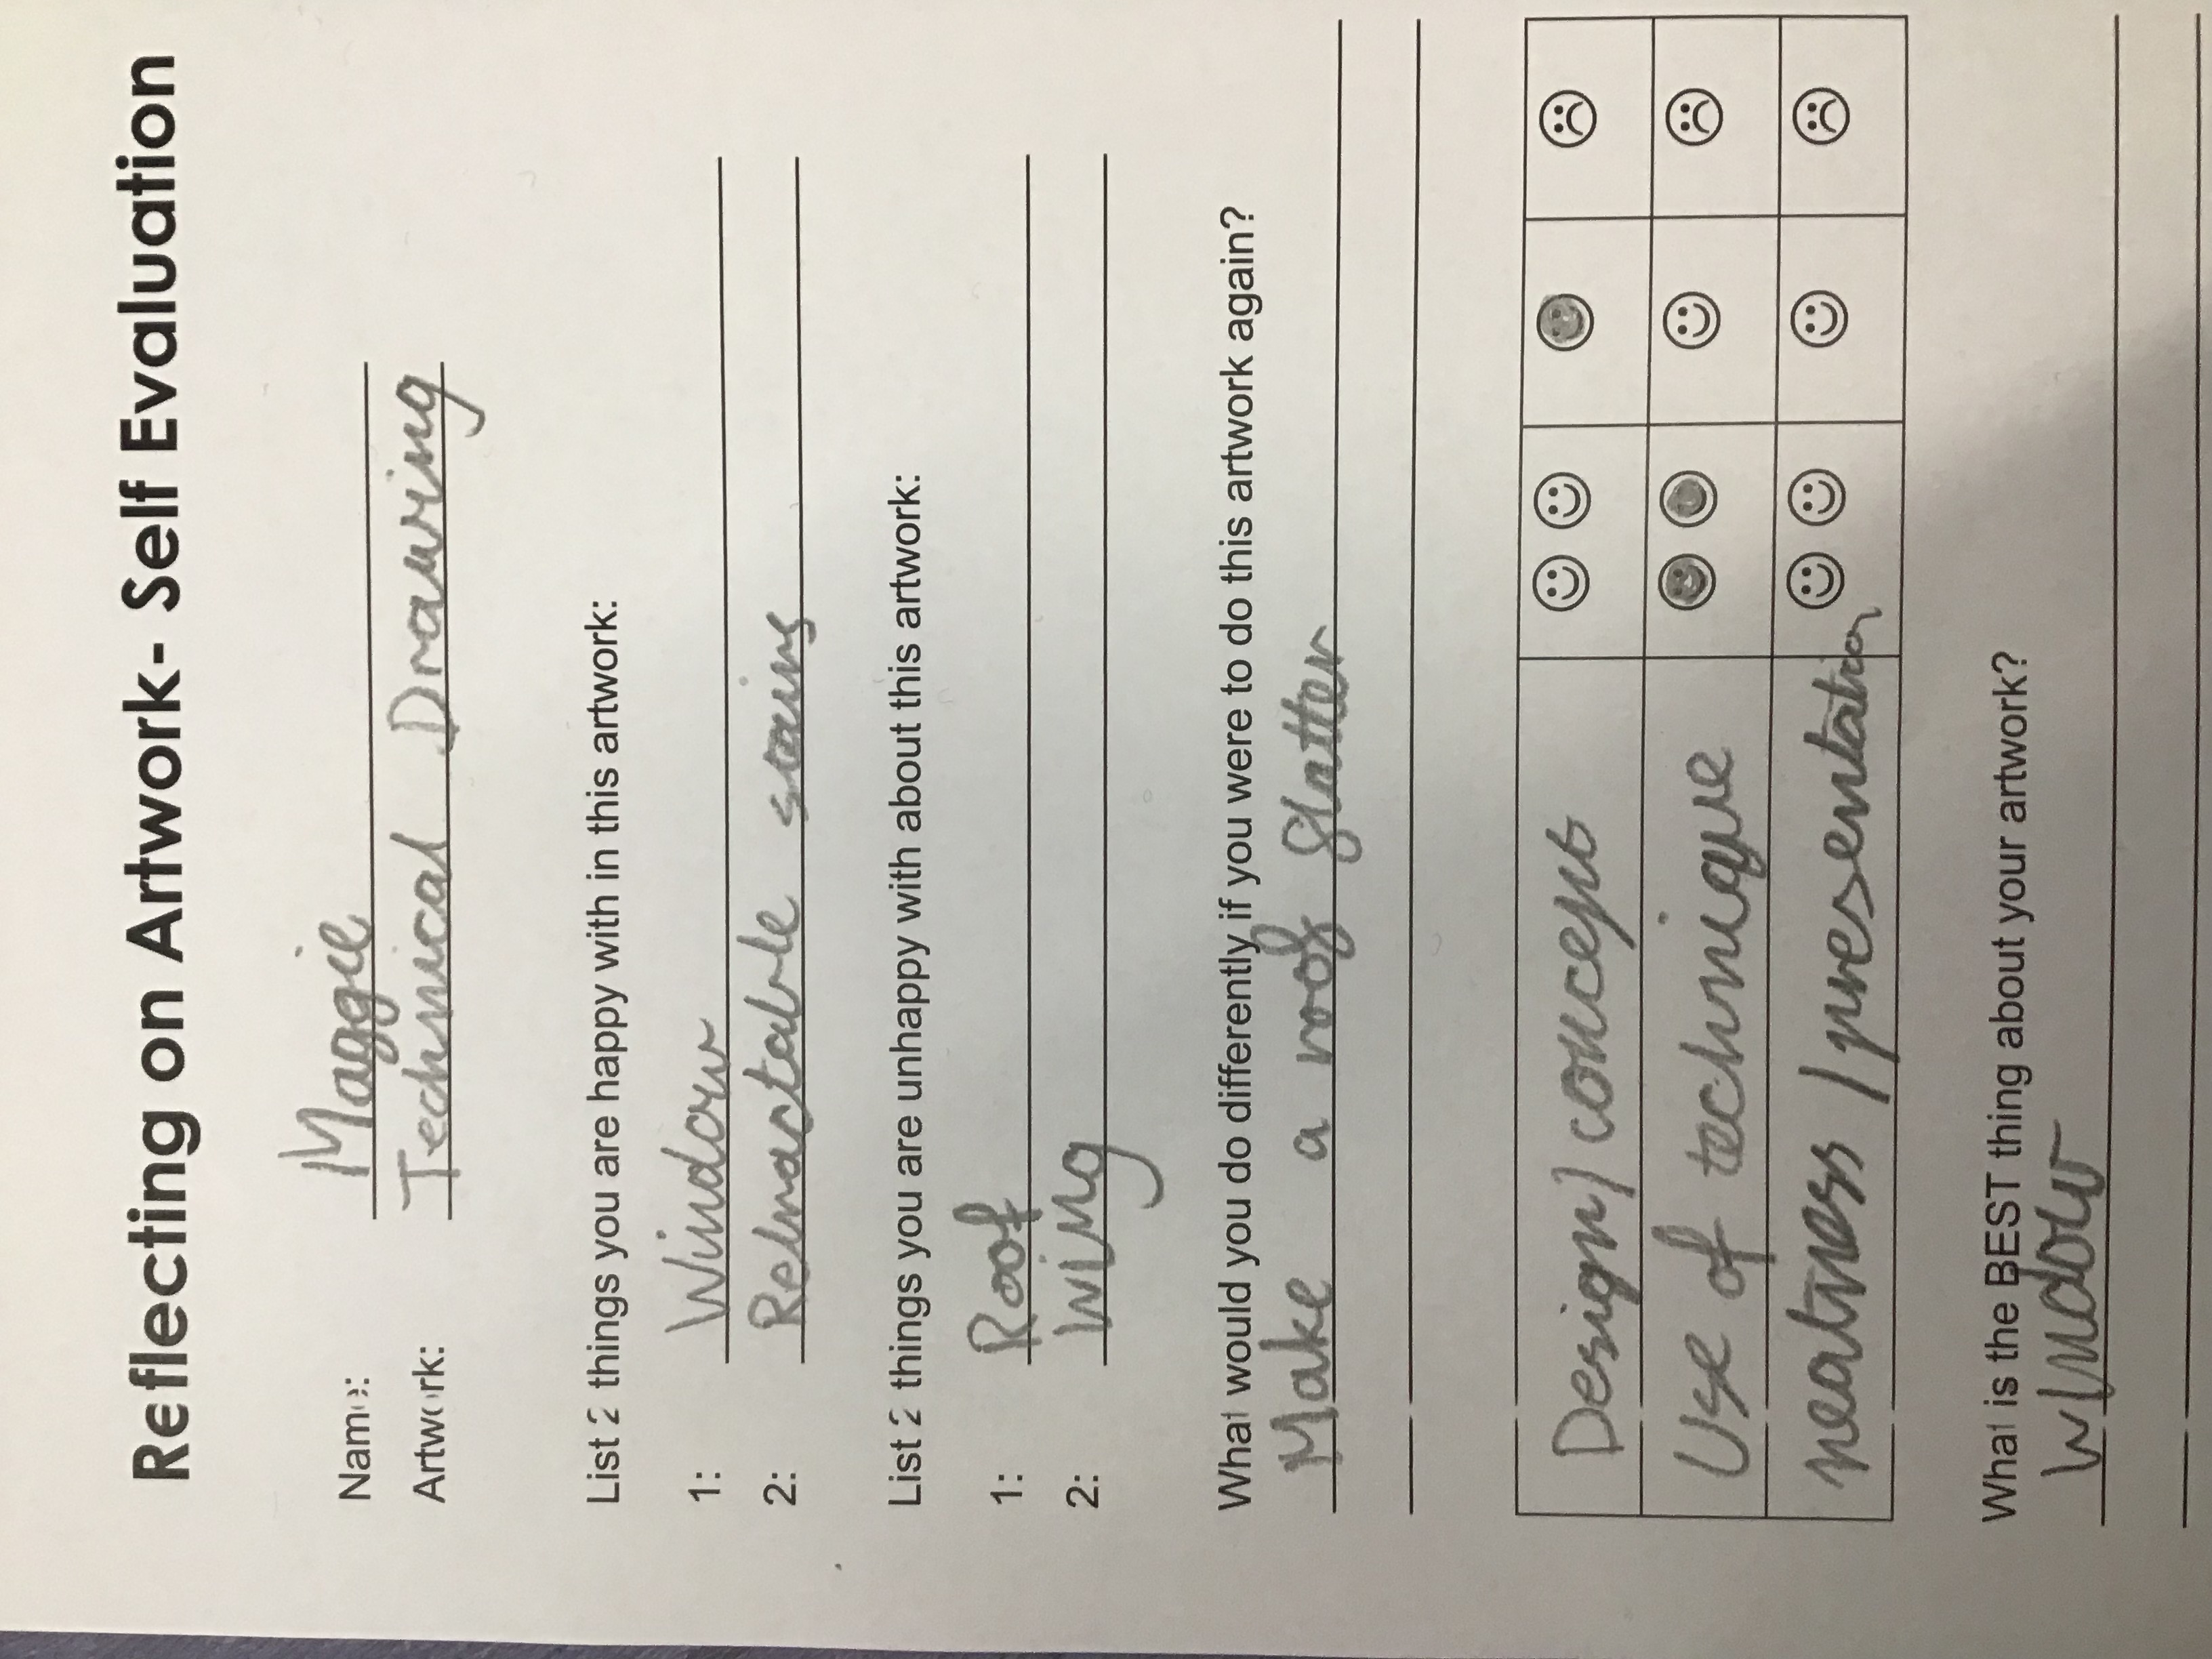 Reflecting on Artwork- Self Evaluation
Name: Maggie
Artwork: Technical Drawing
List 2 things you are happy with in this artwork:
1: Window
2: Retractable stairs
List 2 things you are unhappy with about this artwork:
1: Roof
2: Wing
What would you do differently if you were to do this artwork again?
Make a roof flatter
Design/concept
Use of technique
neatness/presentation
What is the BEST thing about your artwork?
Window